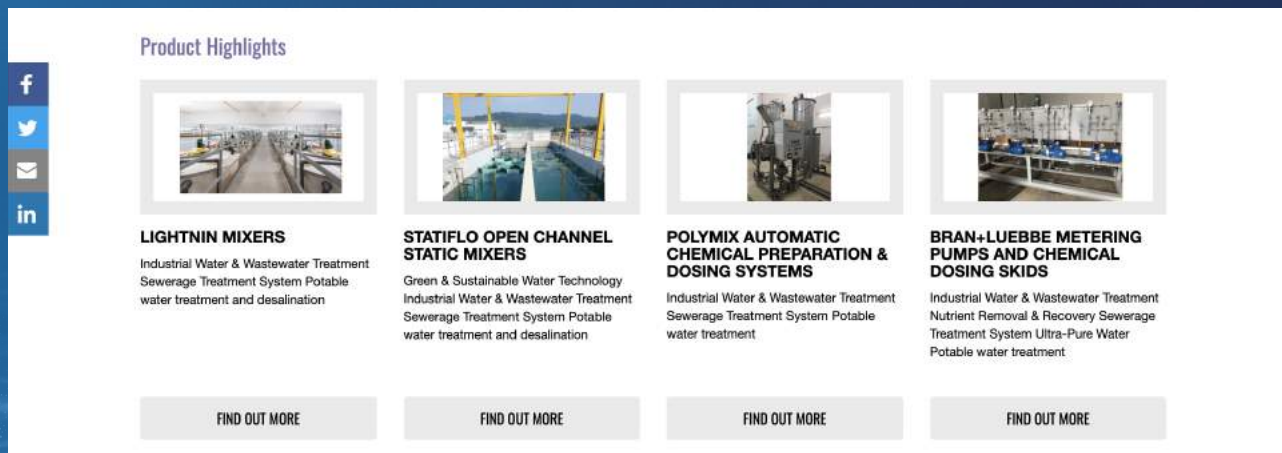 Product Highlights
f
in
LIGHTNIN MIXERS
Industrial Water & Wastewater Treatment
Sewerage Treatment System Potable
water treatment and desalination
FIND OUT MORE
STATIFLO OPEN CHANNEL
STATIC MIXERS
Green & Sustainable Water Technology
Industrial Water & Wastewater Treatment
Sewerage Treatment System Potable
water treatment and desalination
FIND OUT MORE
POLYMIX AUTOMATIC
CHEMICAL PREPARATION &
DOSING SYSTEMS
Industrial Water & Wastewater Treatment
Sewerage Treatment System Potable
water treatment
FIND OUT MORE
BRAN+LUEBBE METERING
PUMPS AND CHEMICAL
DOSING SKIDS
Industrial Water & Wastewater Treatment
Nutrient Removal & Recovery Sewerage
Treatment System Ultra-Pure Water
Potable water treatment
FIND OUT MORE